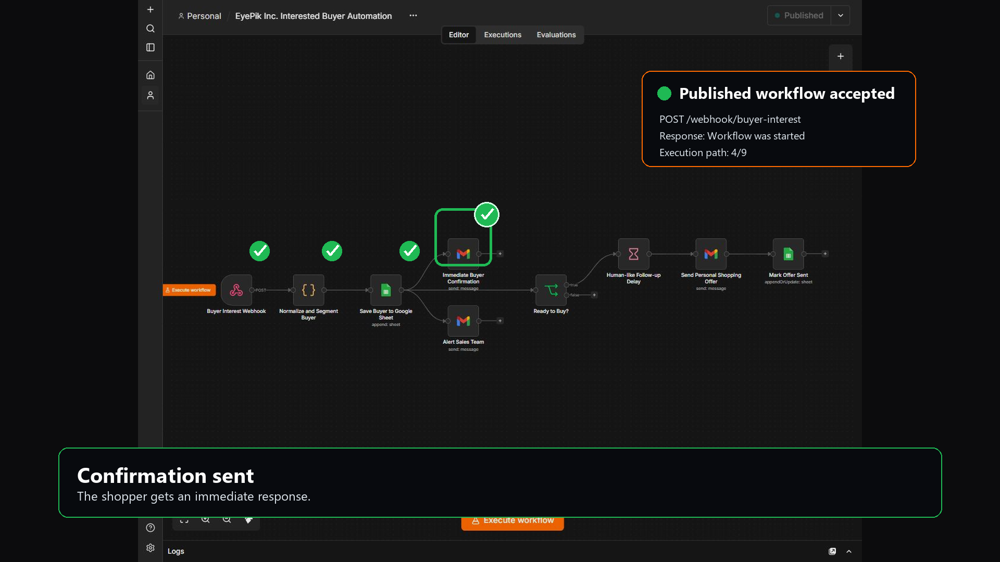 Personal / EyePik Inc. Interested Buyer Automation ...
Published
Editor Executions Evaluations
Published workflow accepted
POST /webhook/buyer-interest
Response: Workflow was started
Execution path: 4/9
Immediate Buyer
Confirmation
send: message
Human-like Follow-up
Delay
Send Personal Shopping
Offer
send: message
Mark Offer Sent
appendOrUpdate: sheet
Execute workflow
POST
true
false
Buyer Interest Webhook
Normalize and Segment
Buyer
Save Buyer to Google
Sheet
append: sheet
Ready to Buy?
Alert Sales Team
send: message
Confirmation sent
The shopper gets an immediate response.
Execute workflow
Logs